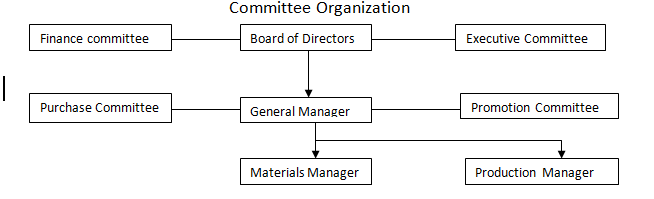 Committee Organization
Finance committee
Board of Directors
Executive Committee
Purchase Committee
General Manager
Promotion Committee
Materials Manager
Production Manager